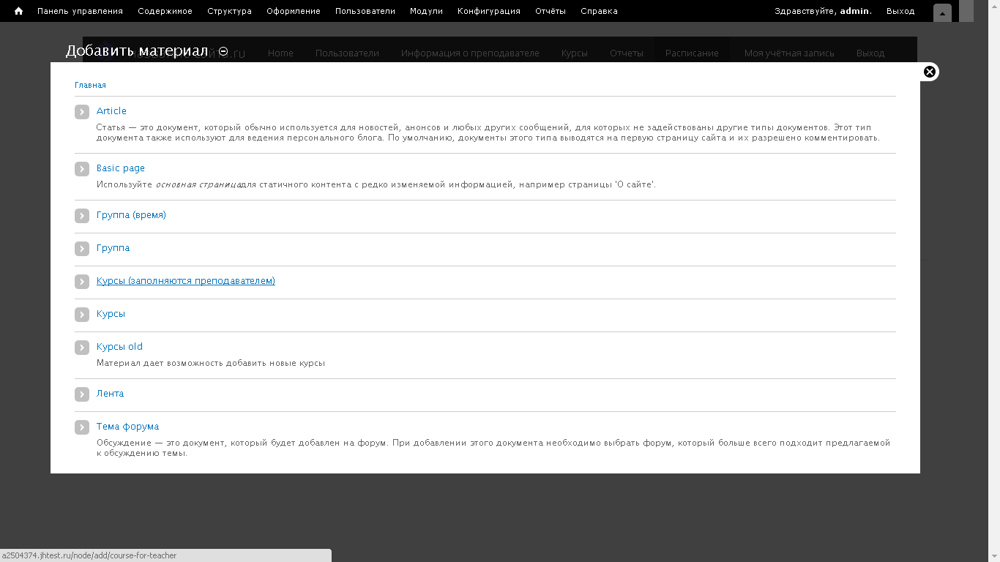 Панель управления Содержимое Структура Оформление Пользователи Модули Конфигурация Отчёты Справка Здравствуйте, admin. Выход
Добавить материал
Home Пользователи Информация о преподавателе Курсы Отчеты Расписание Моя учётная запись Выход
Главная
Article
Статья — это документ, который обычно используется для новостей, анонсов и любых других сообщений, для которых не задействованы другие типы документов. Этот тип
документа также используют для ведения персонального блога. По умолчанию, документы этого типа выводятся на первую страницу сайта и их разрешено комментировать.
Basic page
Используйте основная страницадля статичного контента с редко изменяемой информацией, например страницы 'О сайте'.
Группа (время)
Группа
Курсы (заполняются преподавателем)
Курсы
Курсы old
Материал дает возможность добавить новые курсы
Лента
Тема форума
Обсуждение — это документ, который будет добавлен на форум. При добавлении этого документа необходимо выбрать форум, который больше всего подходит предлагаемой
к обсуждению темы.
a2504374.jhtest.ru/node/add/course-for-teacher